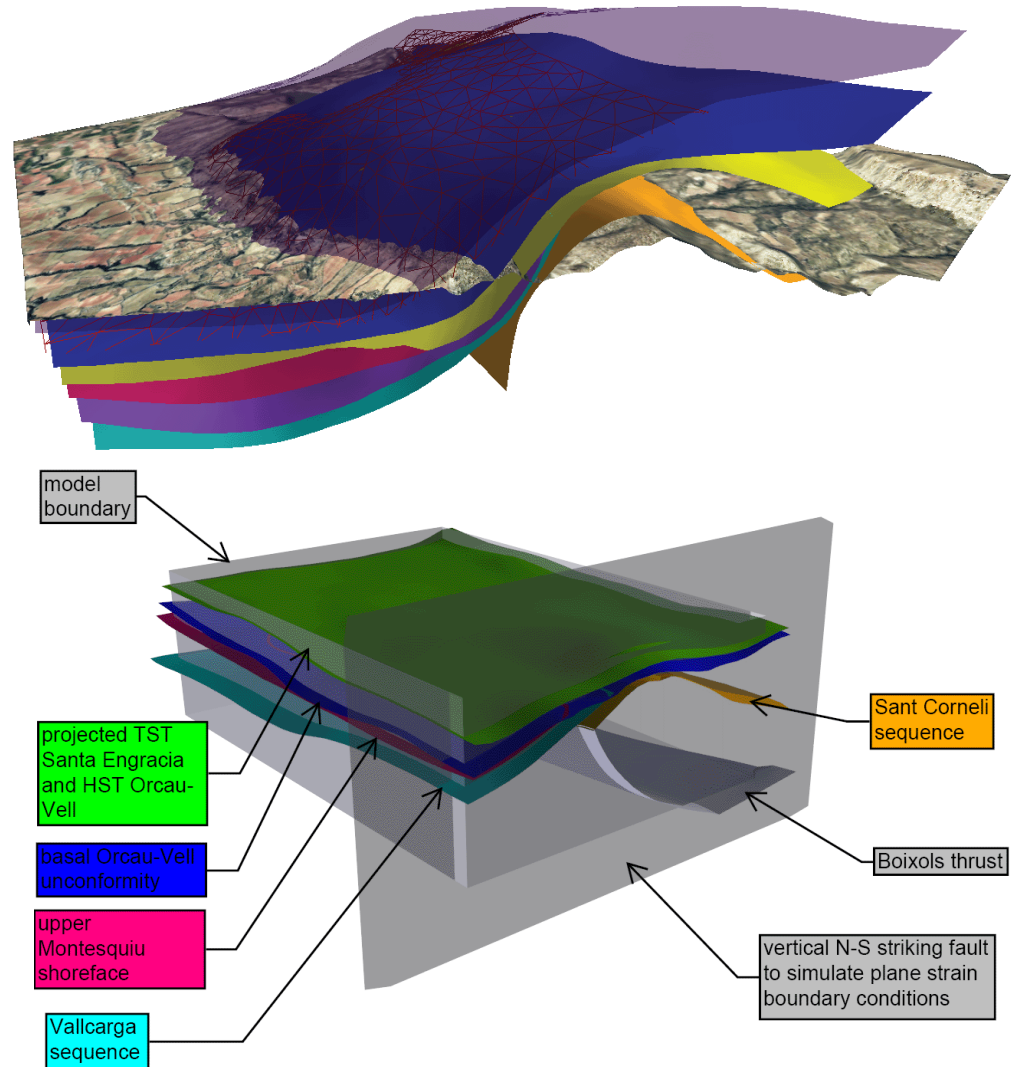 model
boundary
projected TST
Santa Engracia
and HST Orcau-
Vell
basal Orcau-Vell
unconformity
upper
Montesquiu
shoreface
Vallcarga
sequence
Sant Corneli
sequence
Boixols thrust
vertical N-S striking fault
to simulate plane strain
boundary conditions